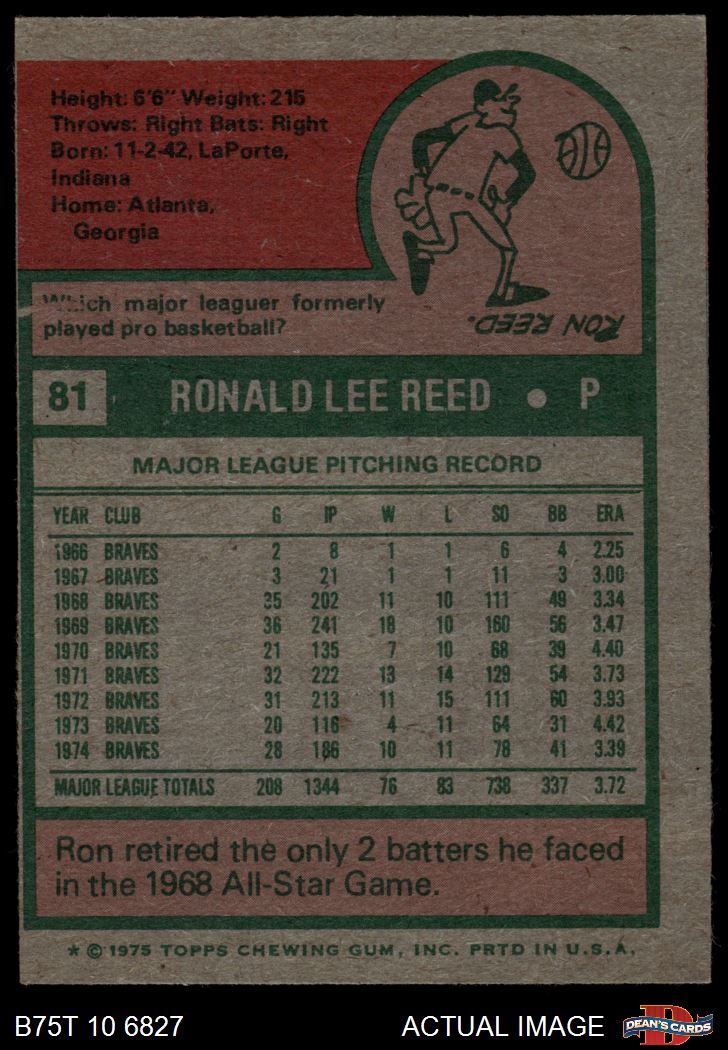 Height: 6'6" Weight: 215
Throws: Right Bats: Right
Born: 11-2-42, LaPorte,
Indiana
Home: Atlanta,
Georgia
Which major leaguer formerly
played pro basketball?
RON REED.
81 RONALD LEE REED • P
MAJOR LEAGUE PITCHING RECORD
YEAR CLUB G IP W L SO BB ERA
1966 BRAVES 2 8 1 1 6 4 2.25
1967 BRAVES 3 21 1 1 11 3 3.00
1968 BRAVES 35 202 11 10 111 49 3.34
1969 BRAVES 36 241 18 10 160 56 3.47
1970 BRAVES 21 135 7 10 68 39 4.40
1971 BRAVES 32 222 13 14 129 54 3.73
1972 BRAVES 31 213 11 15 111 60 3.93
1973 BRAVES 20 116 4 11 64 31 4.42
1974 BRAVES 28 186 10 11 78 41 3.39
MAJOR LEAGUE TOTALS 208 1344 76 83 738 337 3.72
Ron retired the only 2 batters he faced
in the 1968 All-Star Game.
* © 1975 TOPPS CHEWING GUM, INC. PRTD IN U.S.A.
B75T 10 6827 ACTUAL IMAGE D DEAN'S CARDS